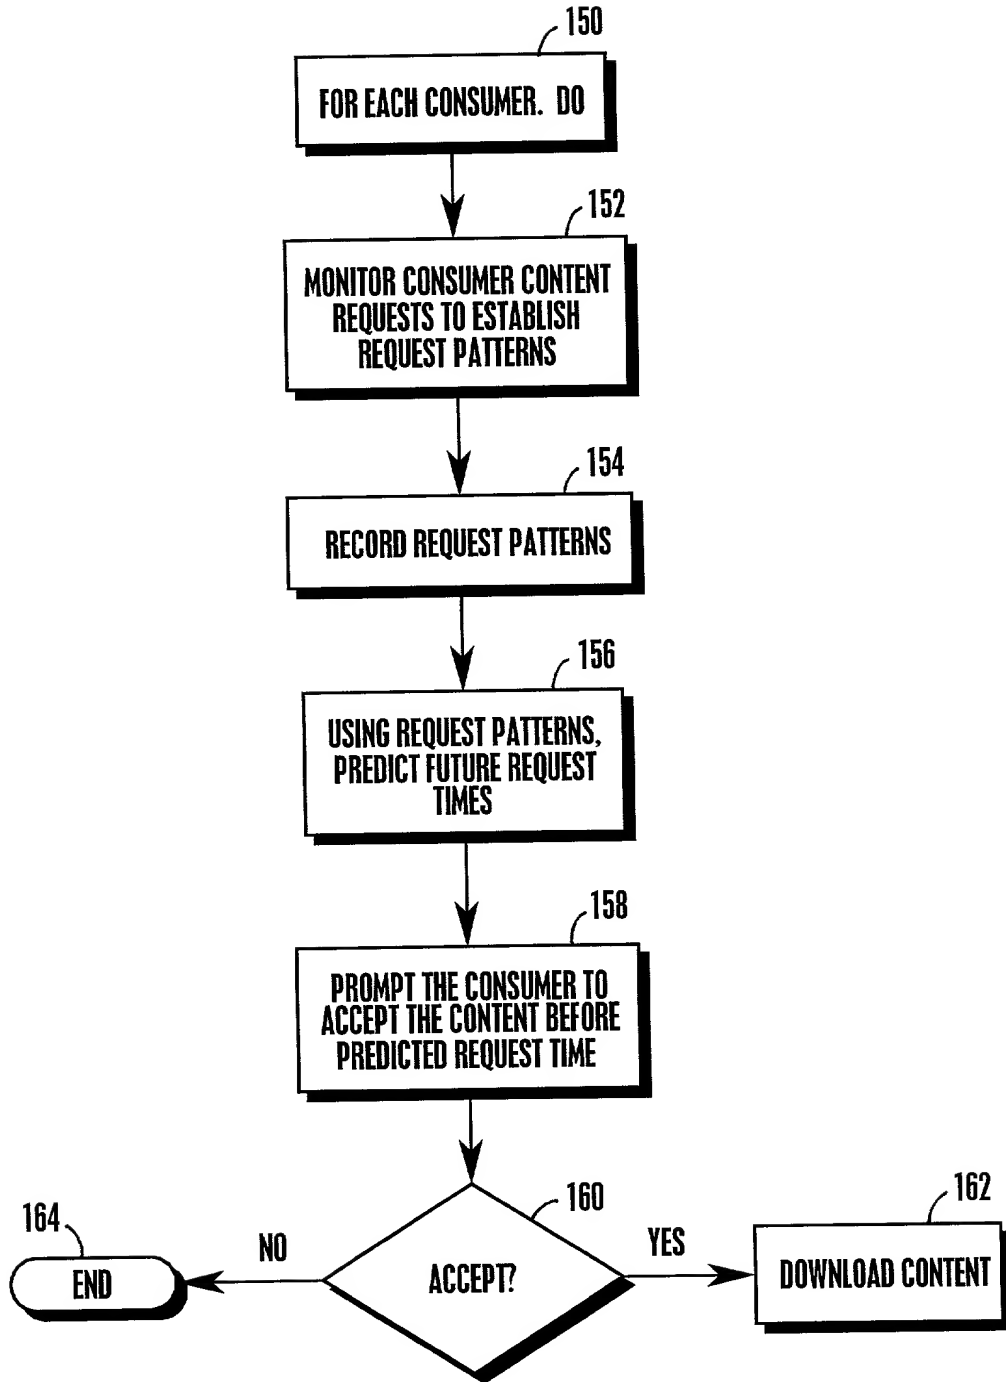 150
FOR EACH CONSUMER. DO
152
MONITOR CONSUMER CONTENT
REQUESTS TO ESTABLISH
REQUEST PATTERNS
154
RECORD REQUEST PATTERNS
156
USING REQUEST PATTERNS,
PREDICT FUTURE REQUEST
TIMES
158
PROMPT THE CONSUMER TO
ACCEPT THE CONTENT BEFORE
PREDICTED REQUEST TIME
160
ACCEPT?
NO
164
END
YES
162
DOWNLOAD CONTENT